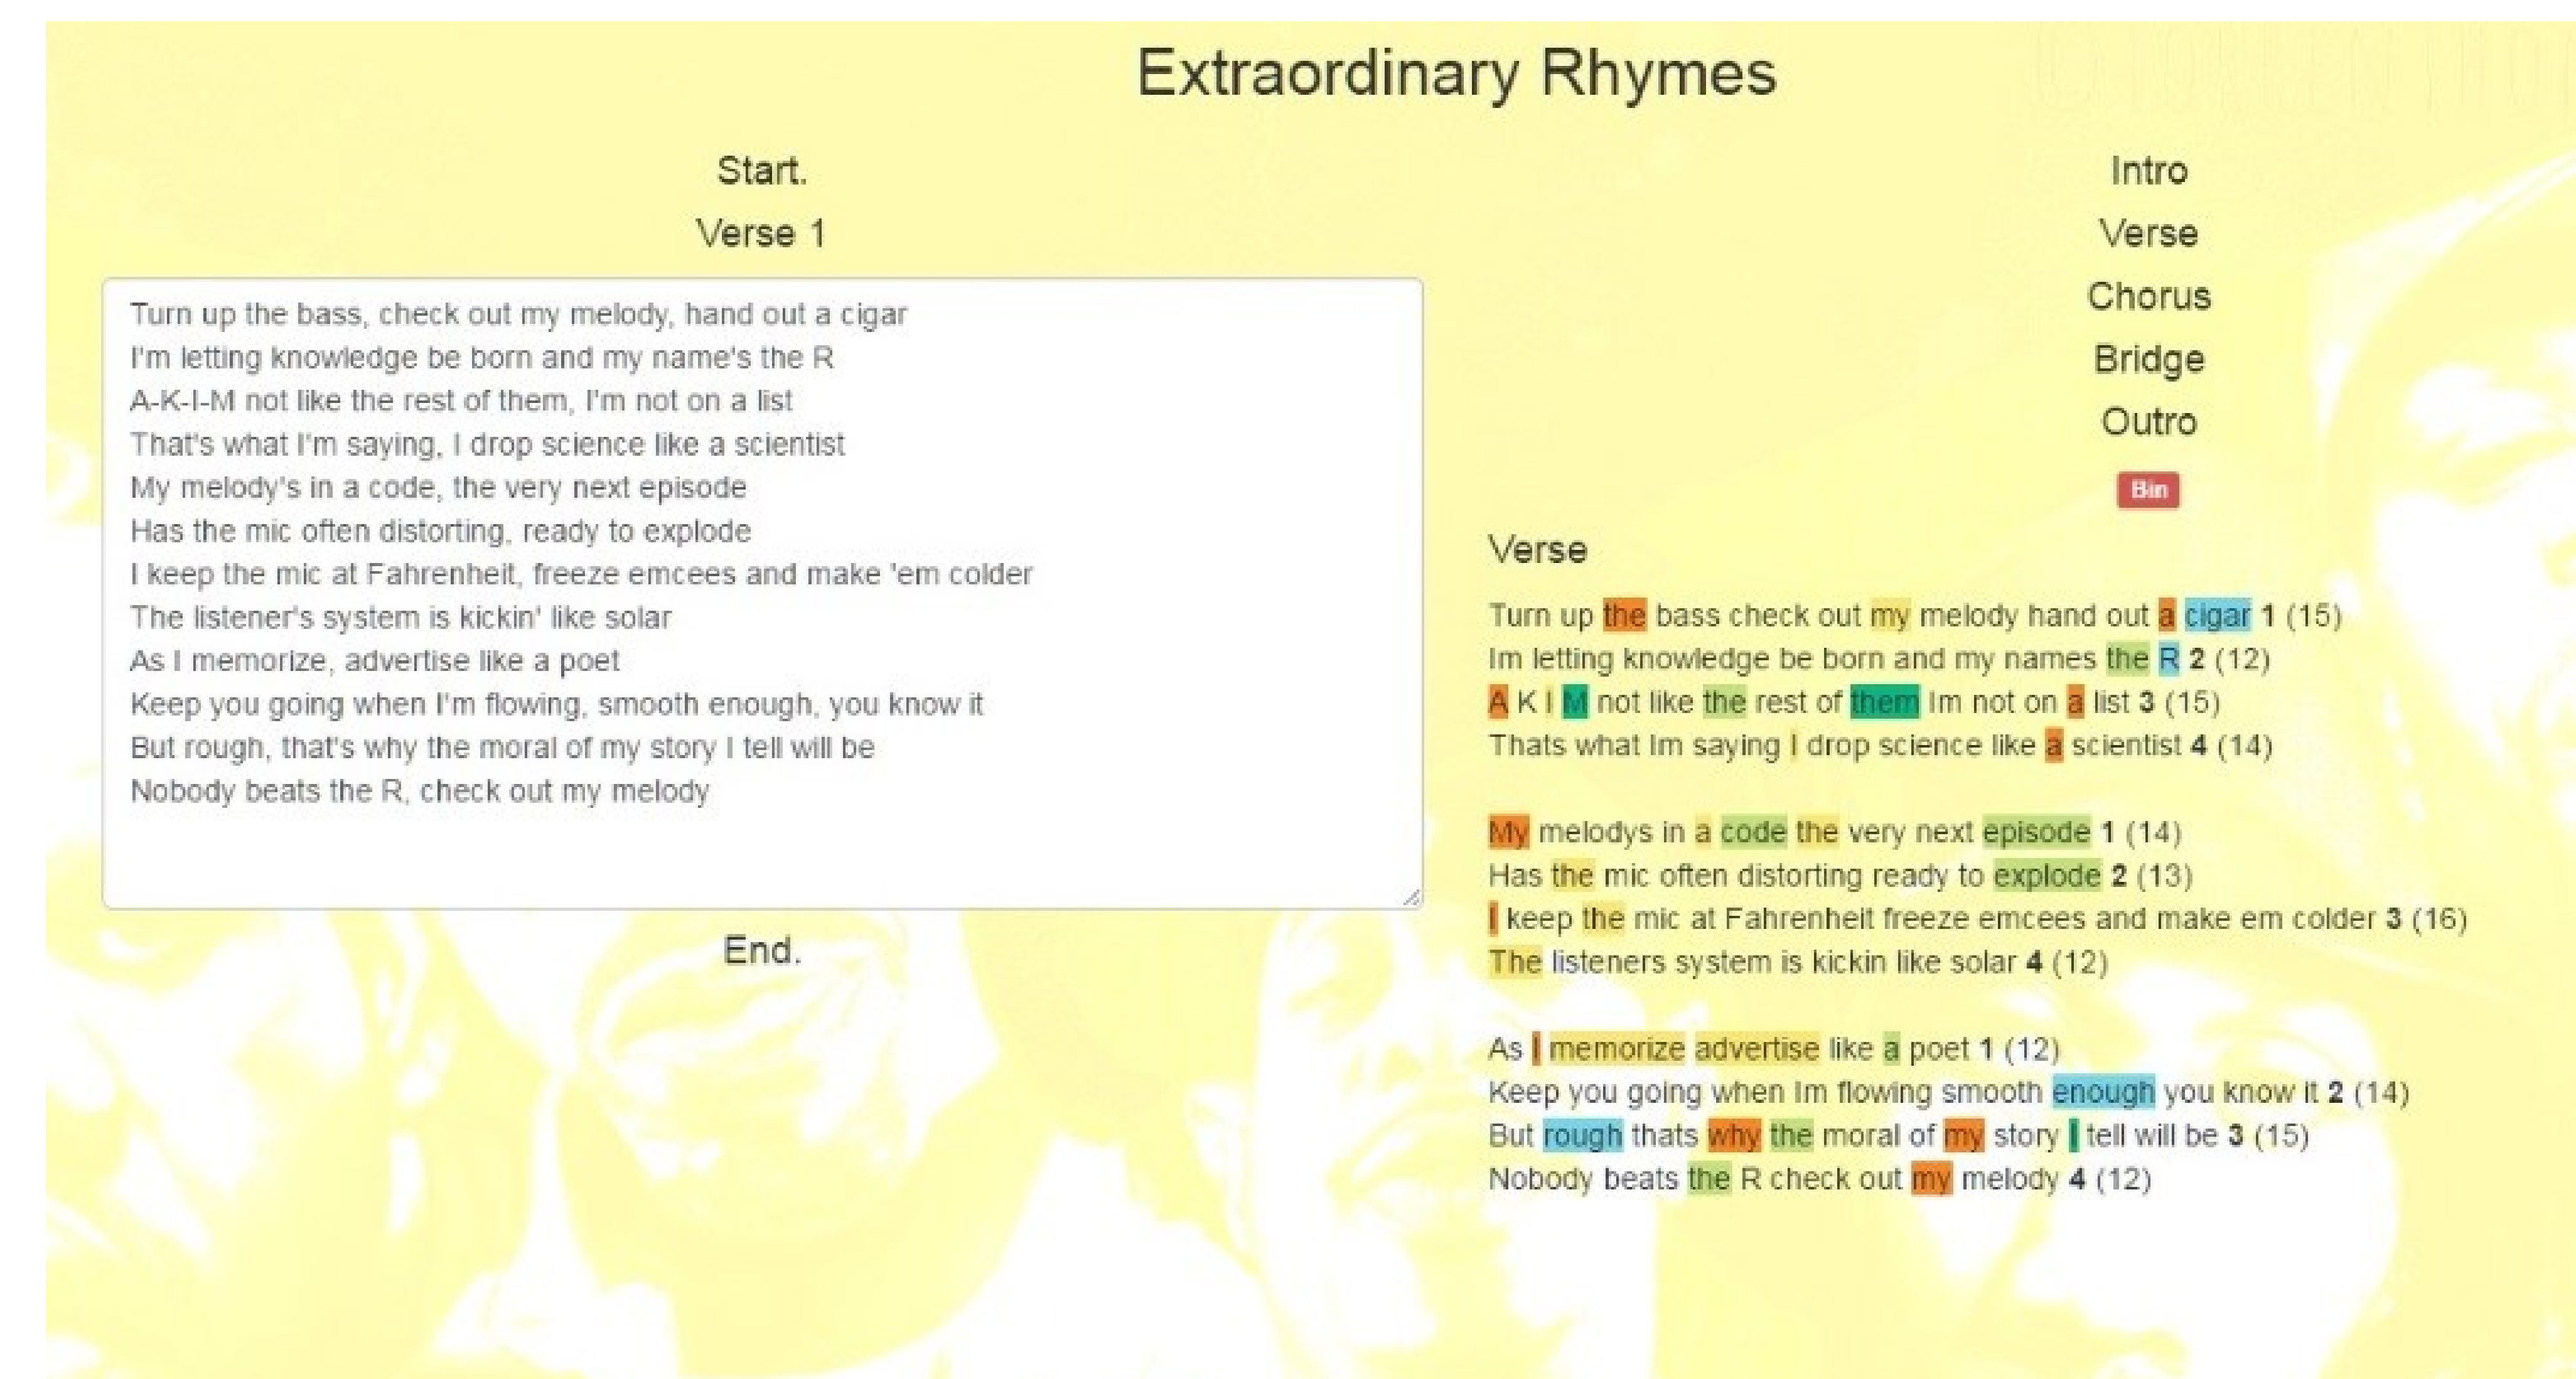 Extraordinary Rhymes
Start.
Verse 1
Turn up the bass, check out my melody, hand out a cigar
I'm letting knowledge be born and my name's the R
A-K-I-M not like the rest of them, I'm not on a list
That's what I'm saying, I drop science like a scientist
My melody's in a code, the very next episode
Has the mic often distorting, ready to explode
I keep the mic at Fahrenheit, freeze emcees and make 'em colder
The listener's system is kickin' like solar
As I memorize, advertise like a poet
Keep you going when I'm flowing, smooth enough, you know it
But rough, that's why the moral of my story I tell will be
Nobody beats the R, check out my melody
End.
Intro
Verse
Chorus
Bridge
Outro
Bin
Verse
Turn up the bass check out my melody hand out a cigar 1 (15)
Im letting knowledge be born and my names the R 2 (12)
A K I M not like the rest of them Im not on a list 3 (15)
Thats what Im saying I drop science like a scientist 4 (14)
My melodys in a code the very next episode 1 (14)
Has the mic often distorting ready to explode 2 (13)
I keep the mic at Fahrenheit freeze emcees and make em colder 3 (16)
The listeners system is kickin like solar 4 (12)
As I memorize advertise like a poet 1 (12)
Keep you going when Im flowing smooth enough you know it 2 (14)
But rough thats why the moral of my story I tell will be 3 (15)
Nobody beats the R check out my melody 4 (12)